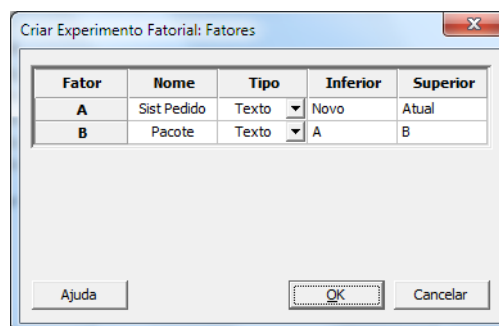 Criar Experimento Fatorial: Fatores
Fator Nome Tipo Inferior Superior
A Sist Pedido Texto Novo Atual
B Pacote Texto A B
Ajuda OK Cancelar